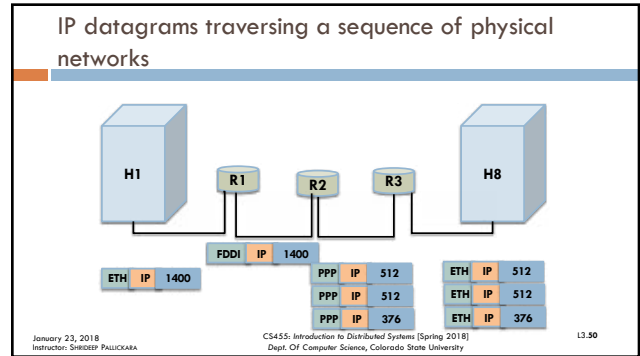 IP datagrams traversing a sequence of physical
networks
H1
R1
R2
R3
H8
FDDI IP 1400
ETH IP 1400
PPP IP 512
ETH IP 512
PPP IP 512
ETH IP 512
PPP IP 376
ETH IP 376
January 23, 2018
Instructor: SHRIDEEP PALLICKARA
CS455: Introduction to Distributed Systems [Spring 2018]
Dept. Of Computer Science, Colorado State University
L3.50